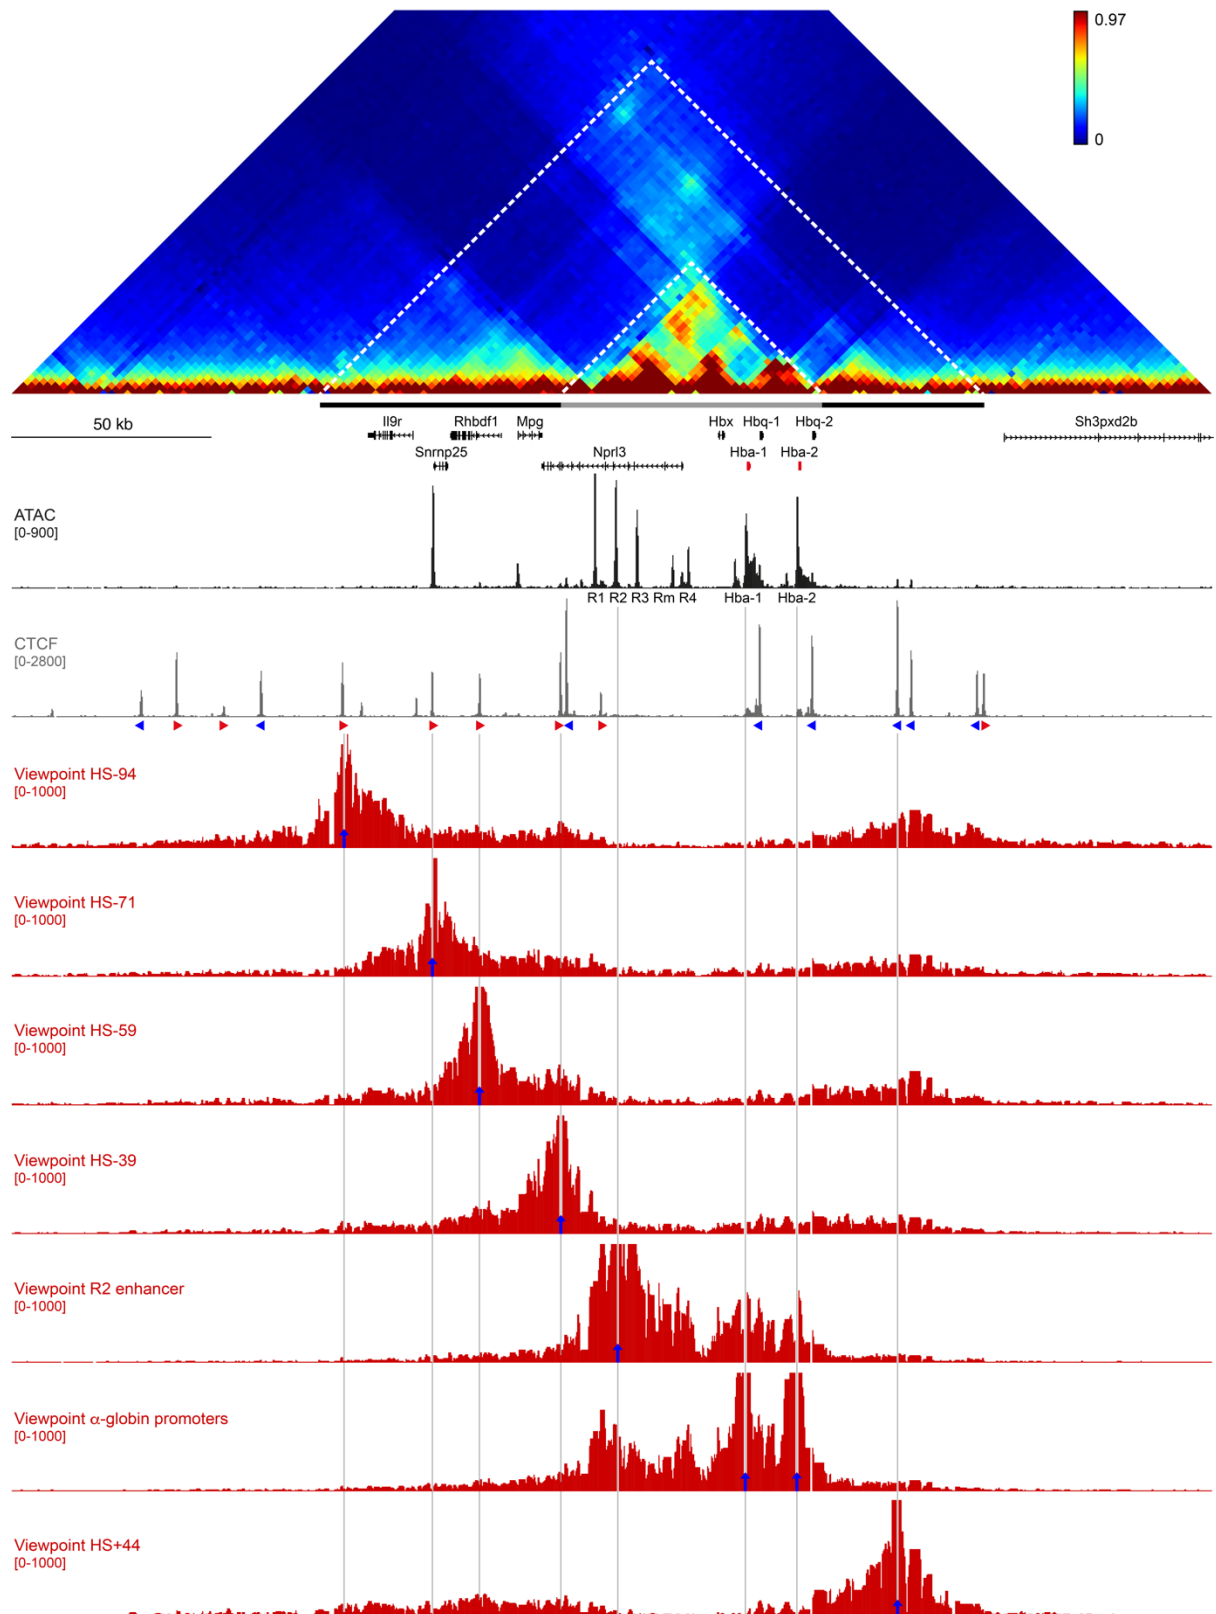 0.97
0
50 kb
Il9r
Rhbdf1
Mpg
Hbx
Hbq-1
Hbq-2
Sh3pxd2b
Snrnp25
Nprl3
Hba-1
Hba-2
ATAC
[0-900]
R1 R2 R3 Rm R4 Hba-1 Hba-2
CTCF
[0-2800]
Viewpoint HS-94
[0-1000]
Viewpoint HS-71
[0-1000]
Viewpoint HS-59
[0-1000]
Viewpoint HS-39
[0-1000]
Viewpoint R2 enhancer
[0-1000]
Viewpoint α-globin promoters
[0-1000]
Viewpoint HS+44
[0-1000]